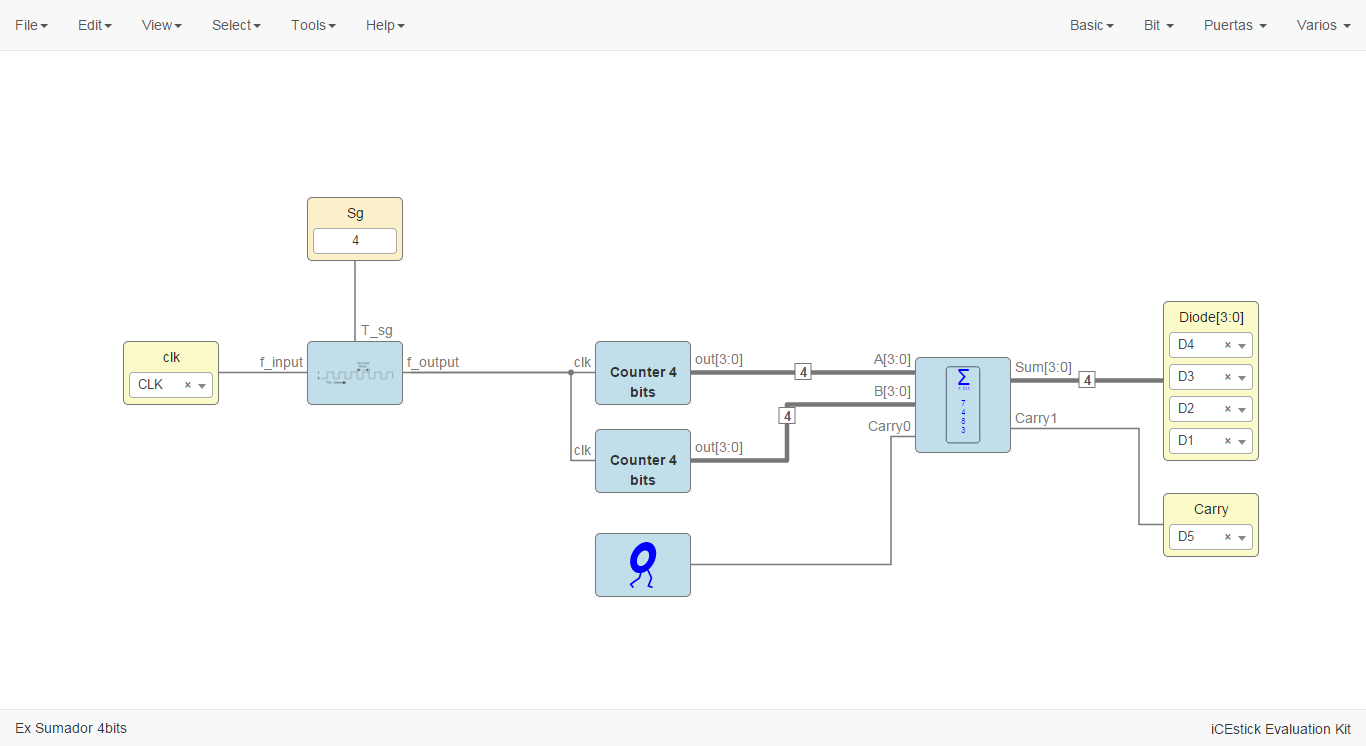 File Edit View Select Tools Help Basic Bit Puertas Varios
Sg
4
T_sg
clk
CLK ×
f_input
f_output
clk
Counter 4
bits
out[3:0]
4
clk
Counter 4
bits
out[3:0]
4
A[3:0]
B[3:0]
Carry0
Σ
7
4
8
3
Sum[3:0]
4
Carry1
Diode[3:0]
D4 ×
D3 ×
D2 ×
D1 ×
Carry
D5 ×
Ex Sumador 4bits
iCEstick Evaluation Kit